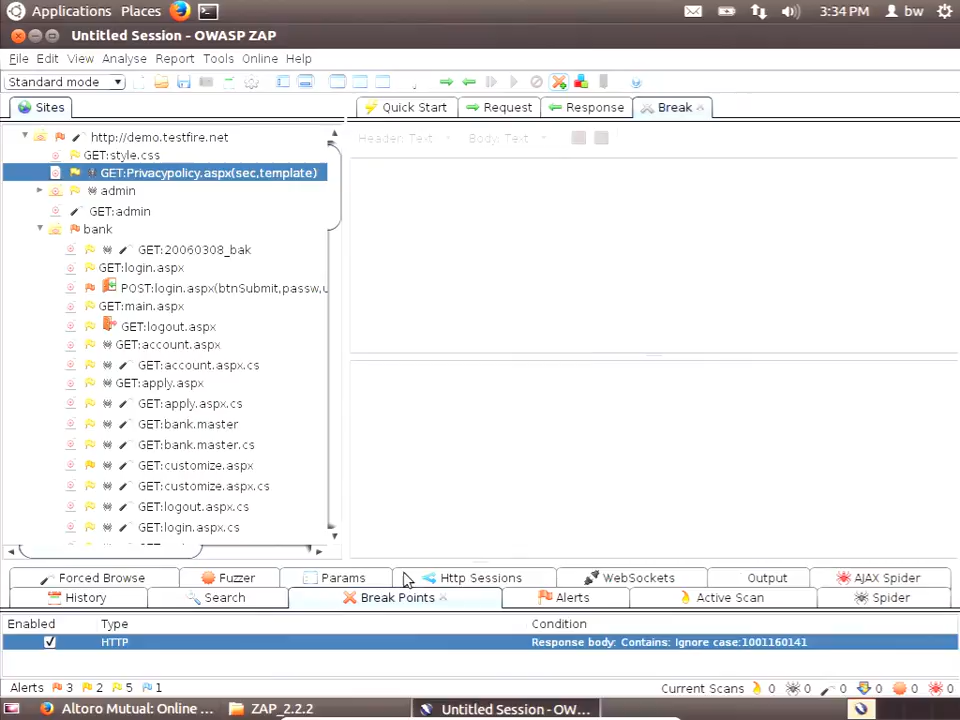 Applications Places 3:34 PM bw
Untitled Session - OWASP ZAP
File Edit View Analyse Report Tools Online Help
Standard mode
Sites Quick Start Request Response Break
Header: Text Body: Text
http://demo.testfire.net
GET:style.css
GET:Privacypolicy.aspx(sec,template)
admin
GET:admin
bank
GET:20060308_bak
GET:login.aspx
POST:login.aspx(btnSubmit,passw,u
GET:main.aspx
GET:logout.aspx
GET:account.aspx
GET:account.aspx.cs
GET:apply.aspx
GET:apply.aspx.cs
GET:bank.master
GET:bank.master.cs
GET:customize.aspx
GET:customize.aspx.cs
GET:logout.aspx.cs
GET:login.aspx.cs
Forced Browse Fuzzer Params Http Sessions WebSockets Output AJAX Spider
History Search Break Points Alerts Active Scan Spider
Enabled Type Condition
HTTP Response body: Contains: Ignore case:1001160141
Alerts 3 2 5 1 Current Scans 0 0 0 0 0 0
Altoro Mutual: Online ... ZAP_2.2.2 Untitled Session - OW...